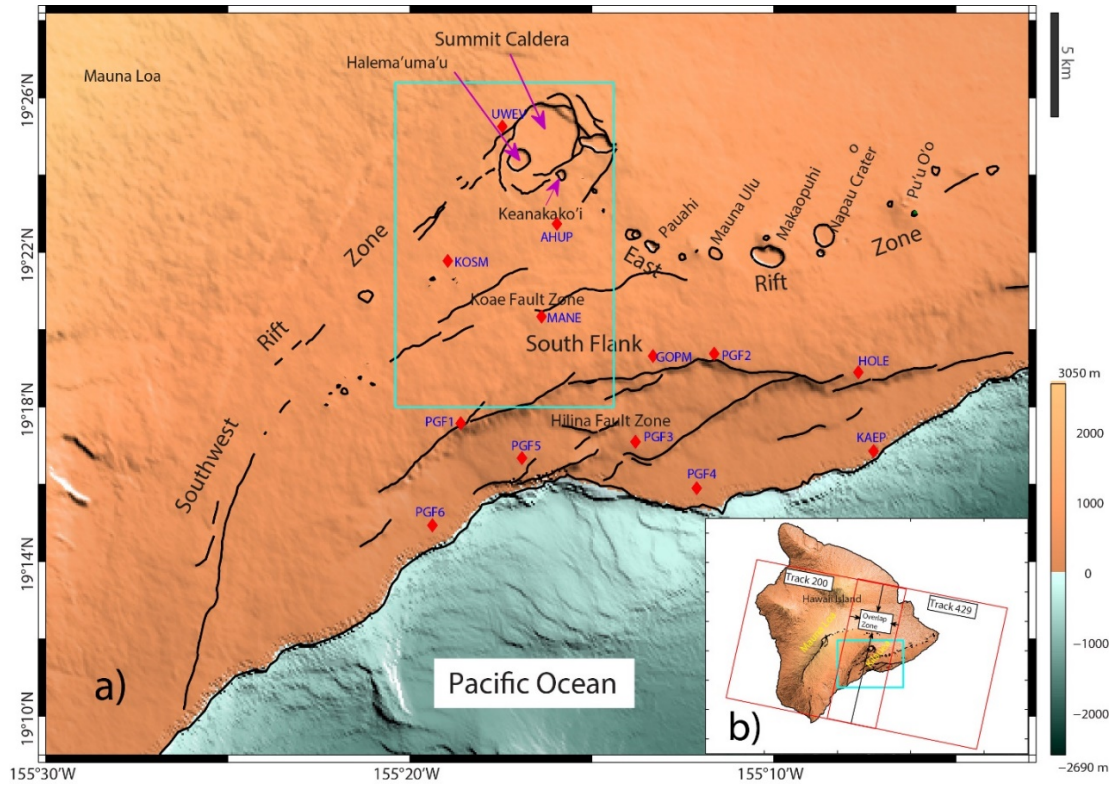 Summit Caldera
Halema'uma'u
Mauna Loa
UWEV
Keanakako'i
AHUP
KOSM
Koae Fault Zone
MANE
South Flank
GOPM
PGF2
HOLE
PGF1
Hilina Fault Zone
PGF3
PGF5
KAEP
PGF4
PGF6
Southwest
Rift
Zone
East
Rift
Zone
Pauahi
Mauna Ulu
Makaopuhi
Napau Crater
Pu'u O'o
Pacific Ocean
a)
b)
Track 200
Hawaii Island
Track 429
Overlap
Zone
19°26'N
19°22'N
19°18'N
19°14'N
19°10'N
155°30'W
155°20'W
155°10'W
5 km
3050 m
2000
1000
0
−1000
−2000
−2690 m